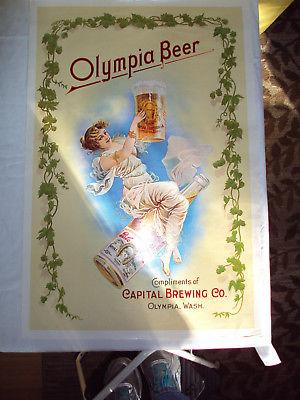 Olympia Beer
Compliments of
CAPITAL BREWING CO.
OLYMPIA, WASH.